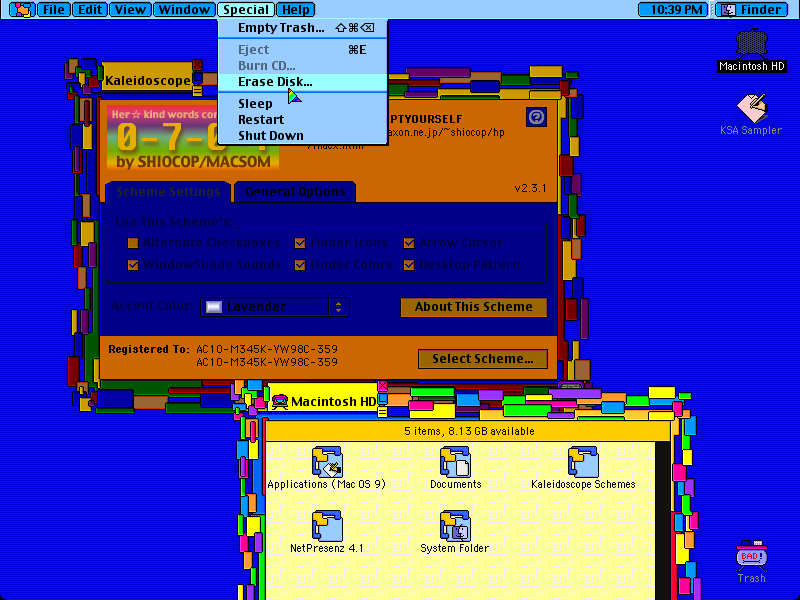 File Edit View Window Special Help 10:39 PM Finder
Empty Trash... ⇧⌘⌫
Eject ⌘E
Burn CD...
Erase Disk...
Sleep
Restart
Shut Down
Macintosh HD
KSA Sampler
Kaleidoscope
Her☆ kind words
0-7-0
by SHIOCOP/MACSOM
PTYOURSELF
axon.ne.jp/~shiocop/hp
/index.html
v2.3.1
Scheme Settings General Options
Use This Scheme's:
Alternate Checkboxes Finder Icons Arrow Cursor
WindowShade Sounds Finder Colors Desktop Pattern
Accent Color: Lavender About This Scheme
Registered To: AC10-M345K-VW98C-359
AC10-M345K-VW98C-359
Select Scheme...
Macintosh HD
5 items, 8.13 GB available
Applications (Mac OS 9) Documents Kaleidoscope Schemes
NetPresenz 4.1 System Folder
BAD!
Trash